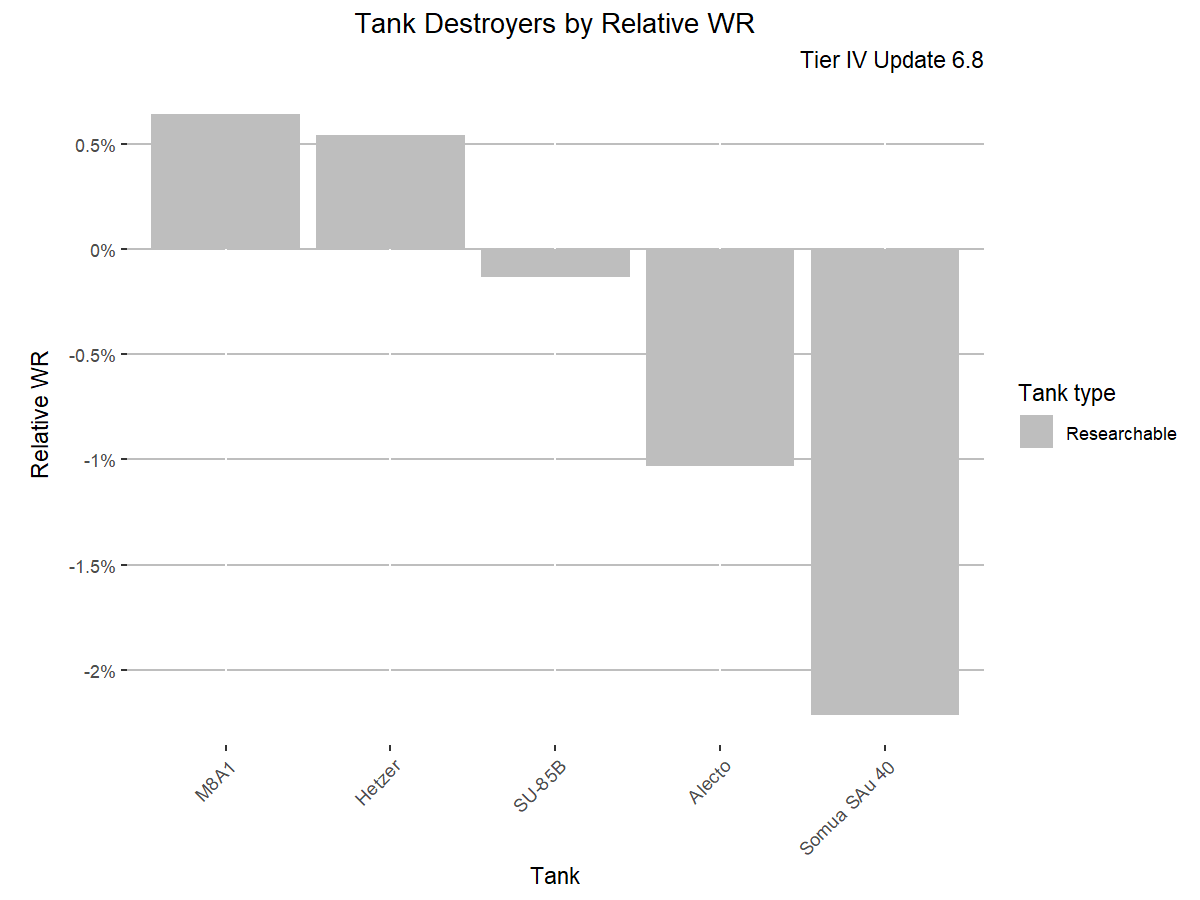 Tank Destroyers by Relative WR
Tier IV Update 6.8
0.5%
0%
-0.5%
-1%
-1.5%
-2%
Relative WR
M8A1
Hetzer
SU-85B
Alecto
Somua SAu 40
Tank
Tank type
Researchable